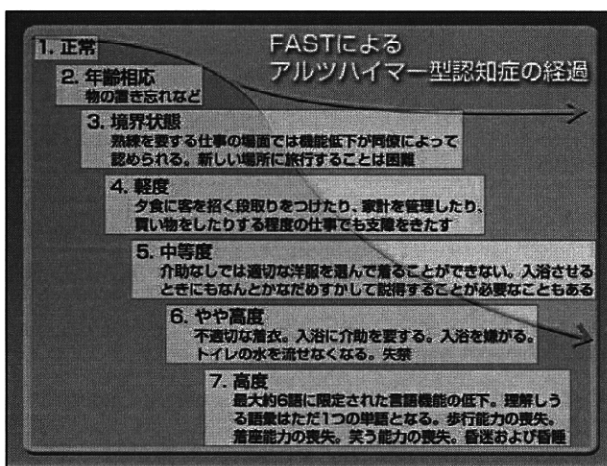 FASTによる
アルツハイマー型認知症の経過
1. 正常
2. 年齢相応
物の置き忘れなど
3. 境界状態
熟練を要する仕事の場面では機能低下が同僚によって
認められる。新しい場所に旅行することは困難
4. 軽度
夕食に客を招く段取りをつけたり、家計を管理したり、
買い物をしたりする程度の仕事でも支障をきたす
5. 中等度
介助なしでは適切な洋服を選んで着ることができない。入浴させる
ときにもなんとかなだめすかして説得することが必要なこともある
6. やや高度
不適切な着衣。入浴に介助を要する。入浴を嫌がる。
トイレの水を流せなくなる。失禁
7. 高度
最大約6語に限定された言語機能の低下。理解しう
る語彙はただ1つの単語となる。歩行能力の喪失。
着座能力の喪失。笑う能力の喪失。昏迷および昏睡